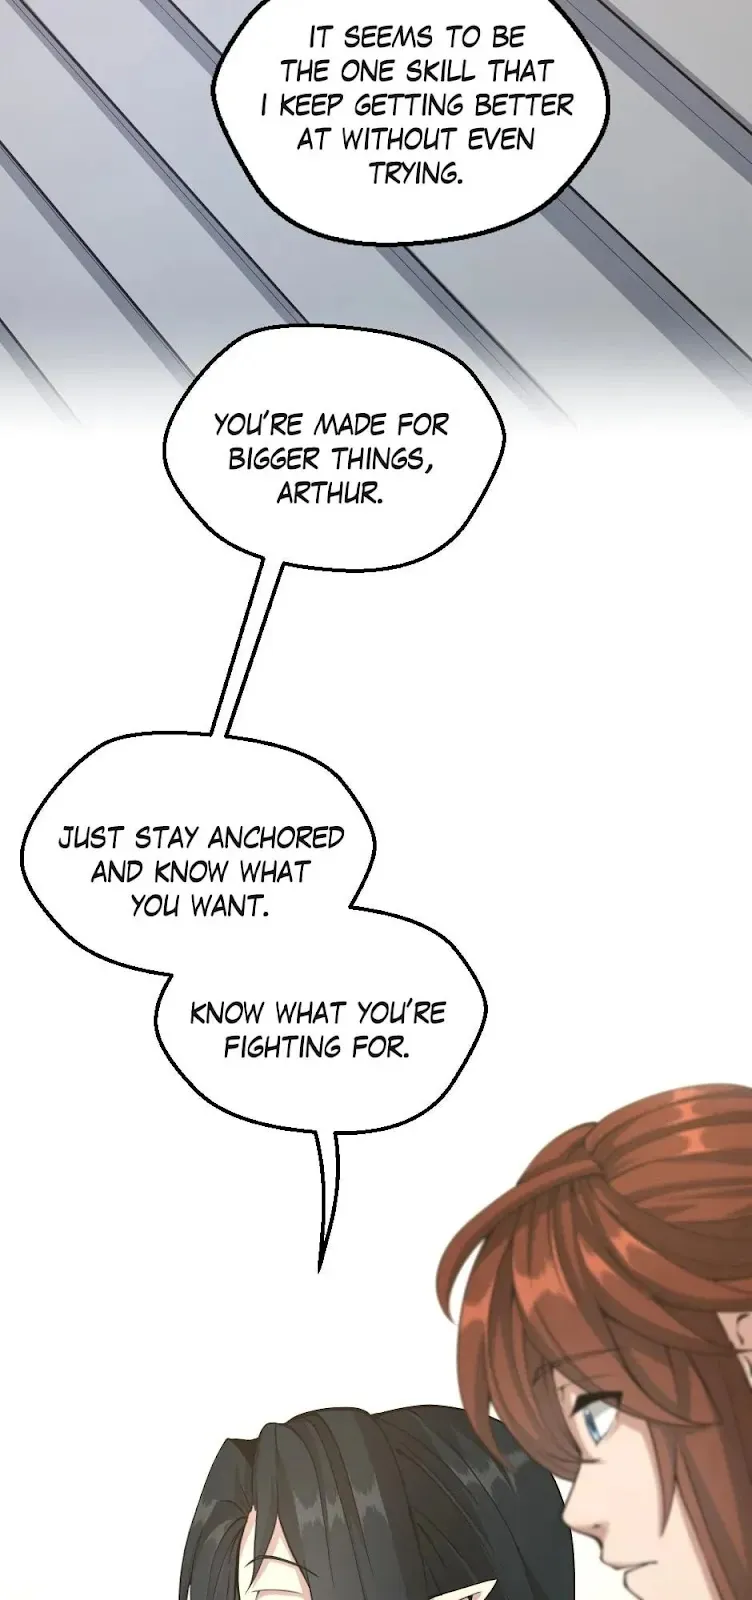 IT SEEMS TO BE
THE ONE SKILL THAT
I KEEP GETTING BETTER
AT WITHOUT EVEN
TRYING.
YOU'RE MADE FOR
BIGGER THINGS,
ARTHUR.
JUST STAY ANCHORED
AND KNOW WHAT
YOU WANT.
KNOW WHAT YOU'RE
FIGHTING FOR.